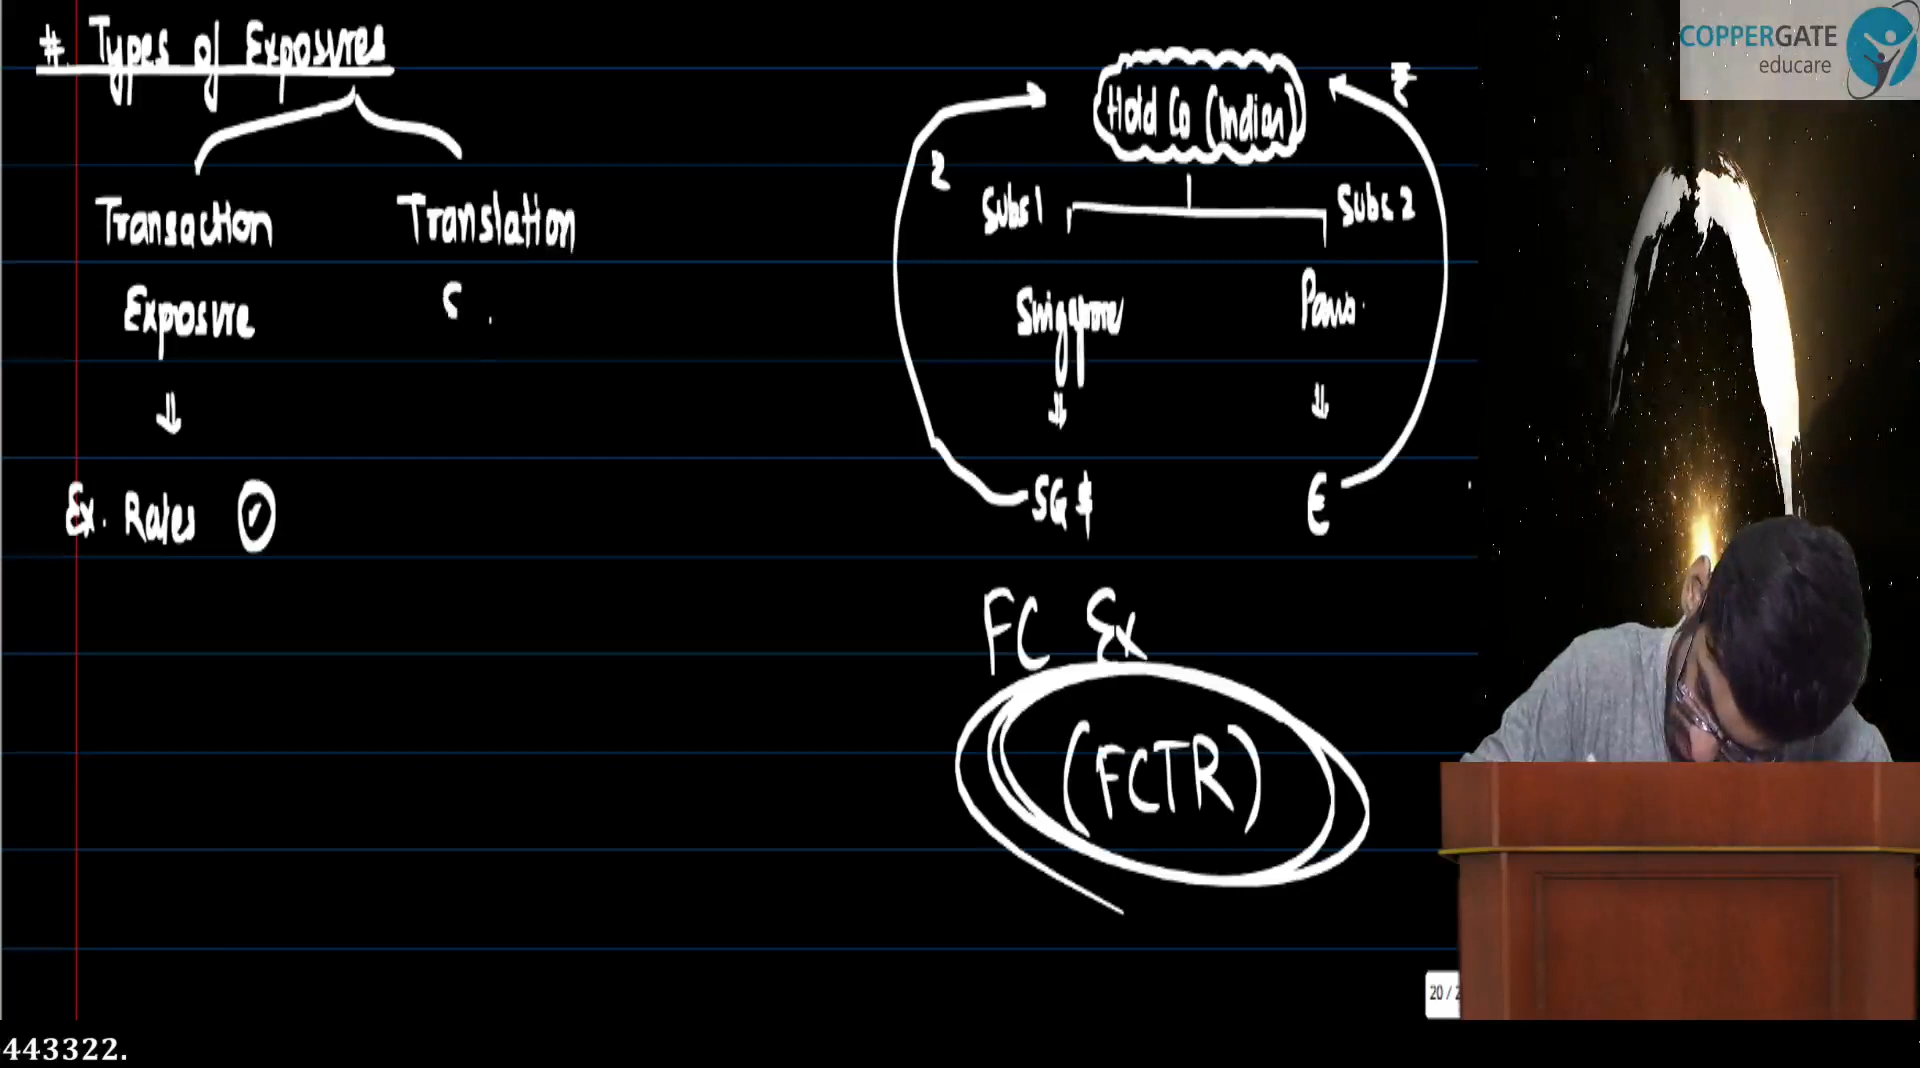 # Types of Exposures
Transaction
Exposure
⇓
Ex. Rates
Translation
Hold Co (Indian)
₹
Subs 1
Subs 2
Singapore
Paris
⇓
⇓
SG $
€
FC Ex
(FCTR)
COPPERGATE
educare
20 / 2
443322.